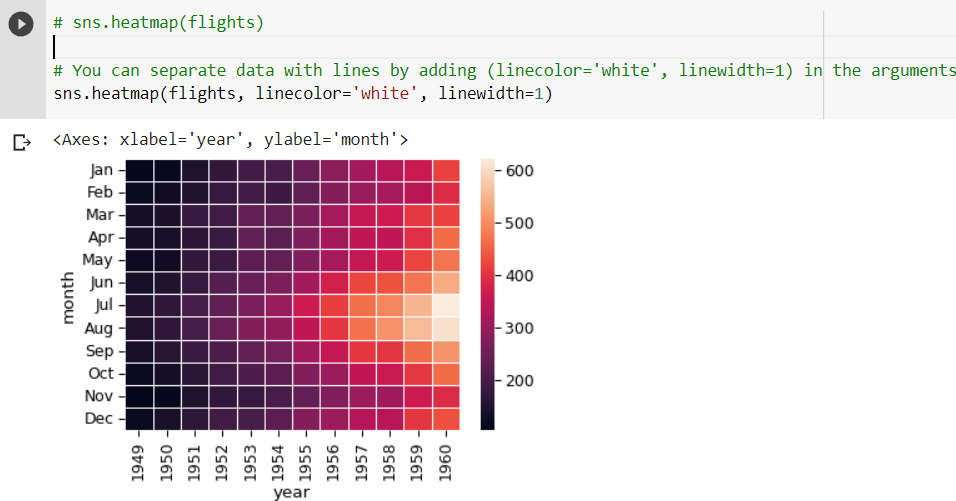 # sns.heatmap(flights)
# You can separate data with lines by adding (linecolor='white', linewidth=1) in the arguments
sns.heatmap(flights, linecolor='white', linewidth=1)
<Axes: xlabel='year', ylabel='month'>
Jan
Feb
Mar
Apr
May
Jun
Jul
Aug
Sep
Oct
Nov
Dec
month
1949 1950 1951 1952 1953 1954 1955 1956 1957 1958 1959 1960
year
600
500
400
300
200